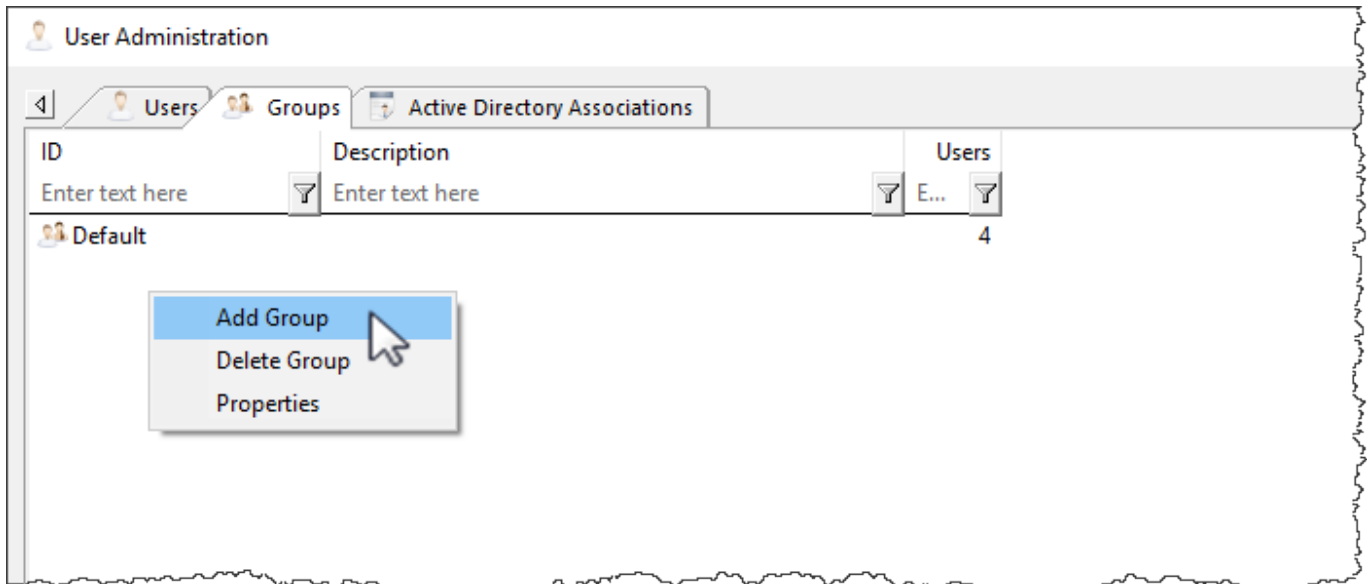 User Administration
Users Groups Active Directory Associations
ID Description Users
Enter text here Enter text here E...
Default 4
Add Group
Delete Group
Properties